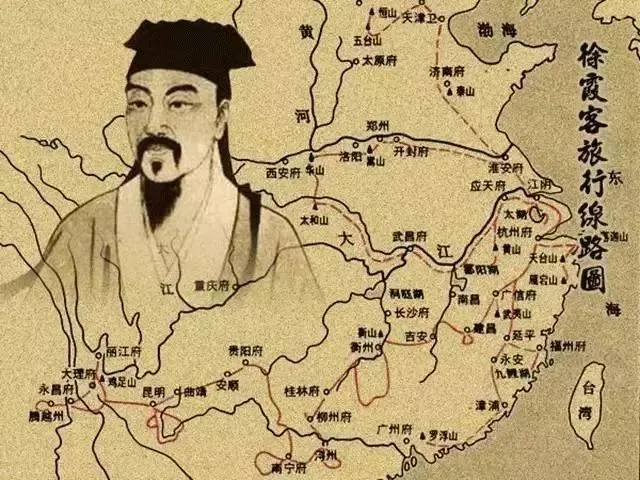 徐霞客旅行線路圖
恒山
天津卫
渤海
五台山
太原府
黄河
济南府
泰山
郑州
洛阳
嵩山
开封府
西安府
华山
淮安府
东海
太和山
应天府
江阴
太湖
杭州府
大江
武昌府
黄山
天台山
雁宕山
鄱阳湖
江
重庆府
洞庭湖
南昌
广信府
长沙府
武夷山
衡山
衡州
吉安
建昌
延平
福州府
丽江府
贵阳府
永安
九鲤湖
大理府
鸡足山
永昌府
昆明
曲靖
安顺
桂林府
台湾
腾越州
柳州府
漳浦
广州府
罗浮山
南宁府